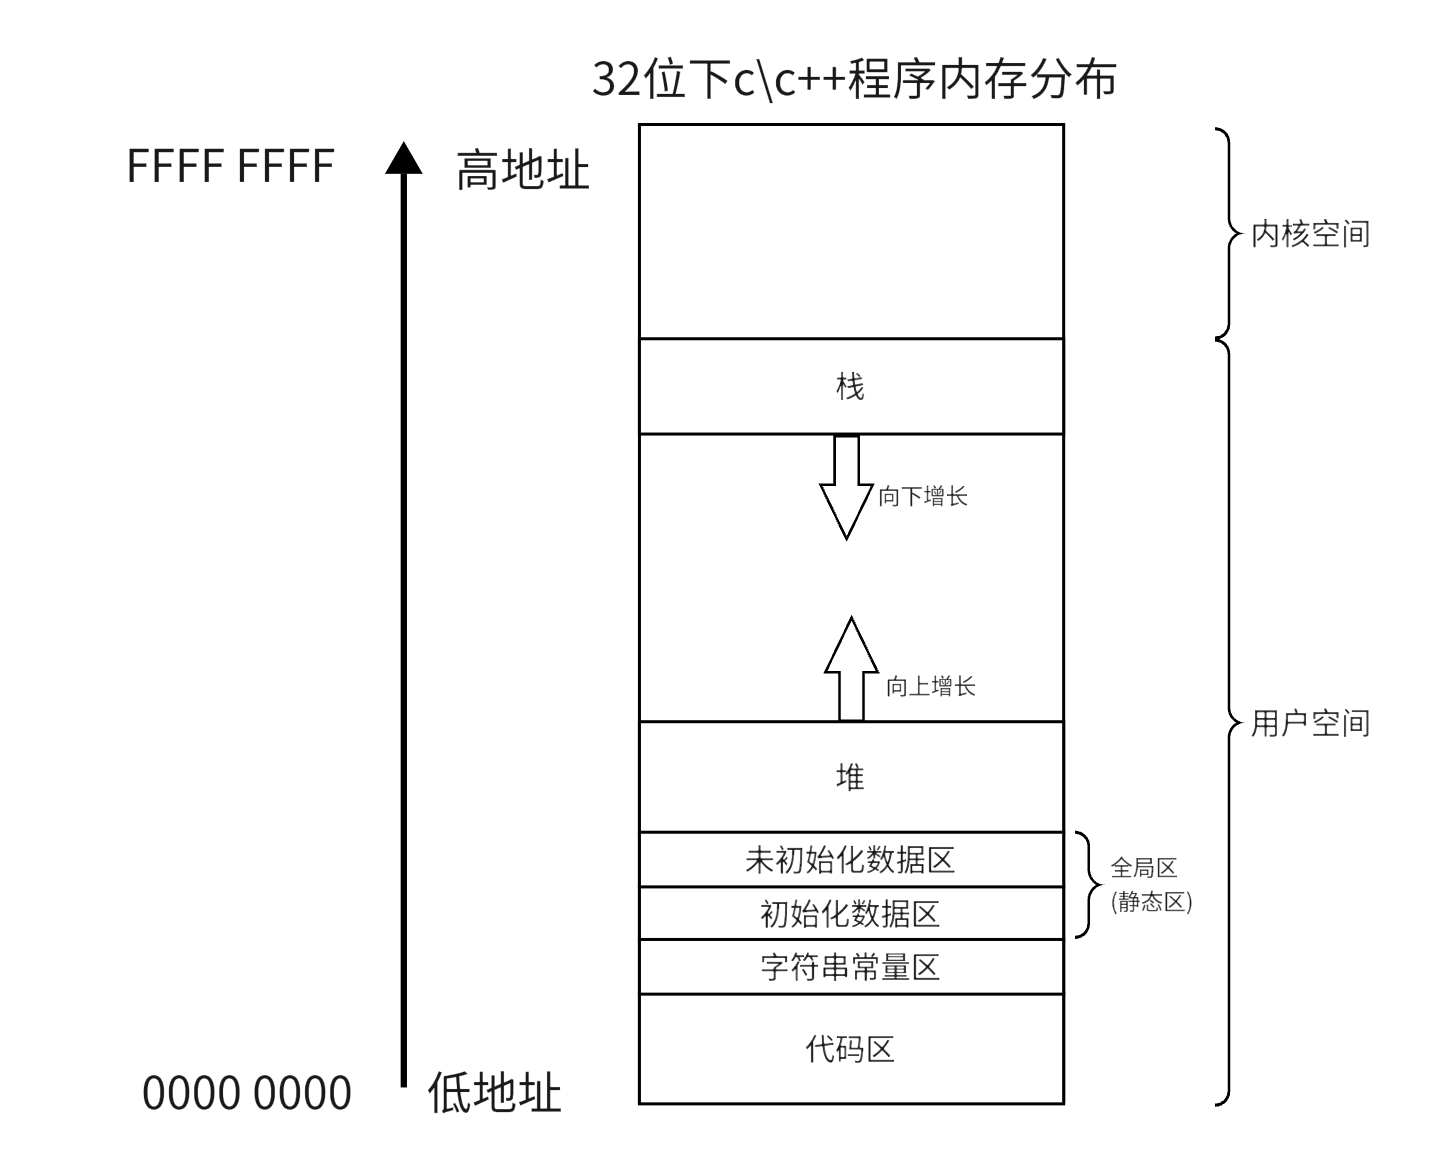 32位下c\c++程序内存分布
FFFF FFFF
高地址
内核空间
栈
向下增长
向上增长
用户空间
堆
未初始化数据区
全局区
(静态区)
初始化数据区
字符串常量区
代码区
0000 0000
低地址